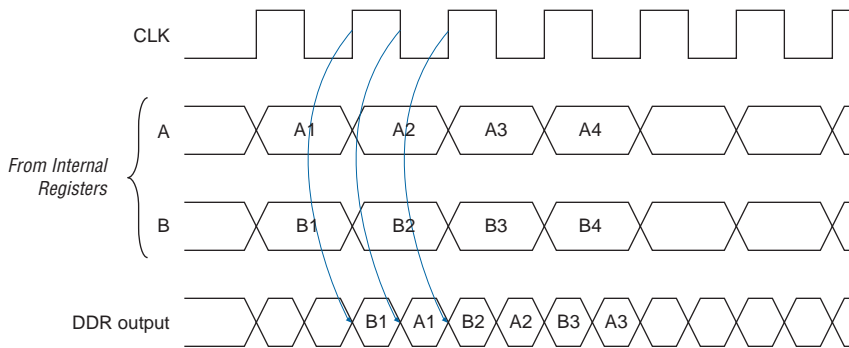 CLK
A
A1 A2 A3 A4
From Internal
Registers
B
B1 B2 B3 B4
DDR output
B1 A1 B2 A2 B3 A3